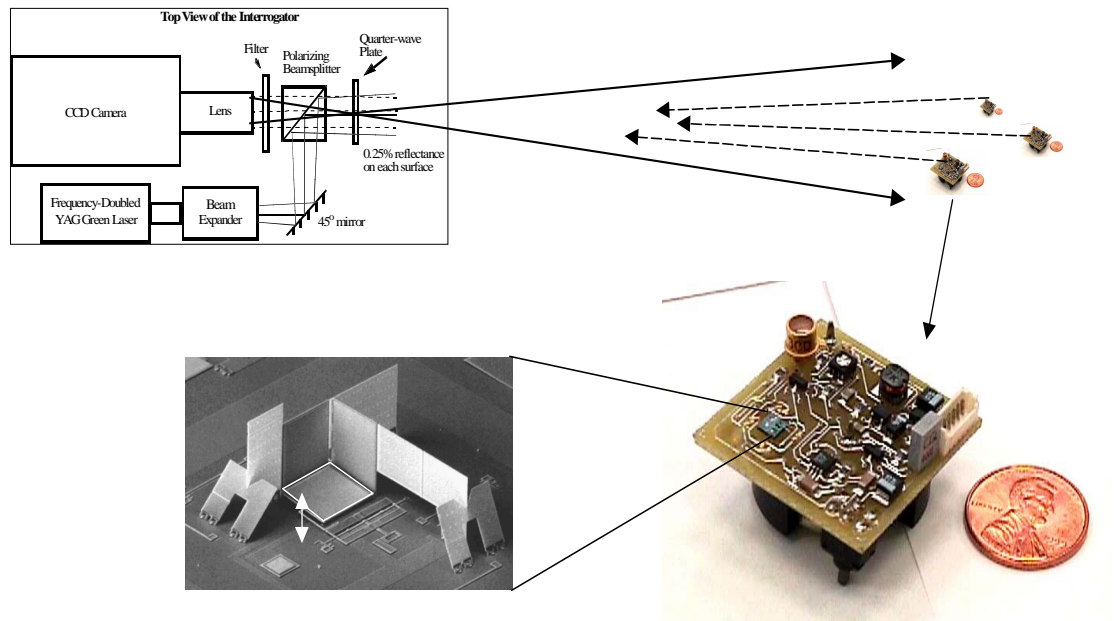 Top View of the Interrogator
Filter
Polarizing
Beamsplitter
Quarter-wave
Plate
CCD Camera
Lens
0.25% reflectance
on each surface
Frequency-Doubled
YAG Green Laser
Beam
Expander
45° mirror
LIBERTY